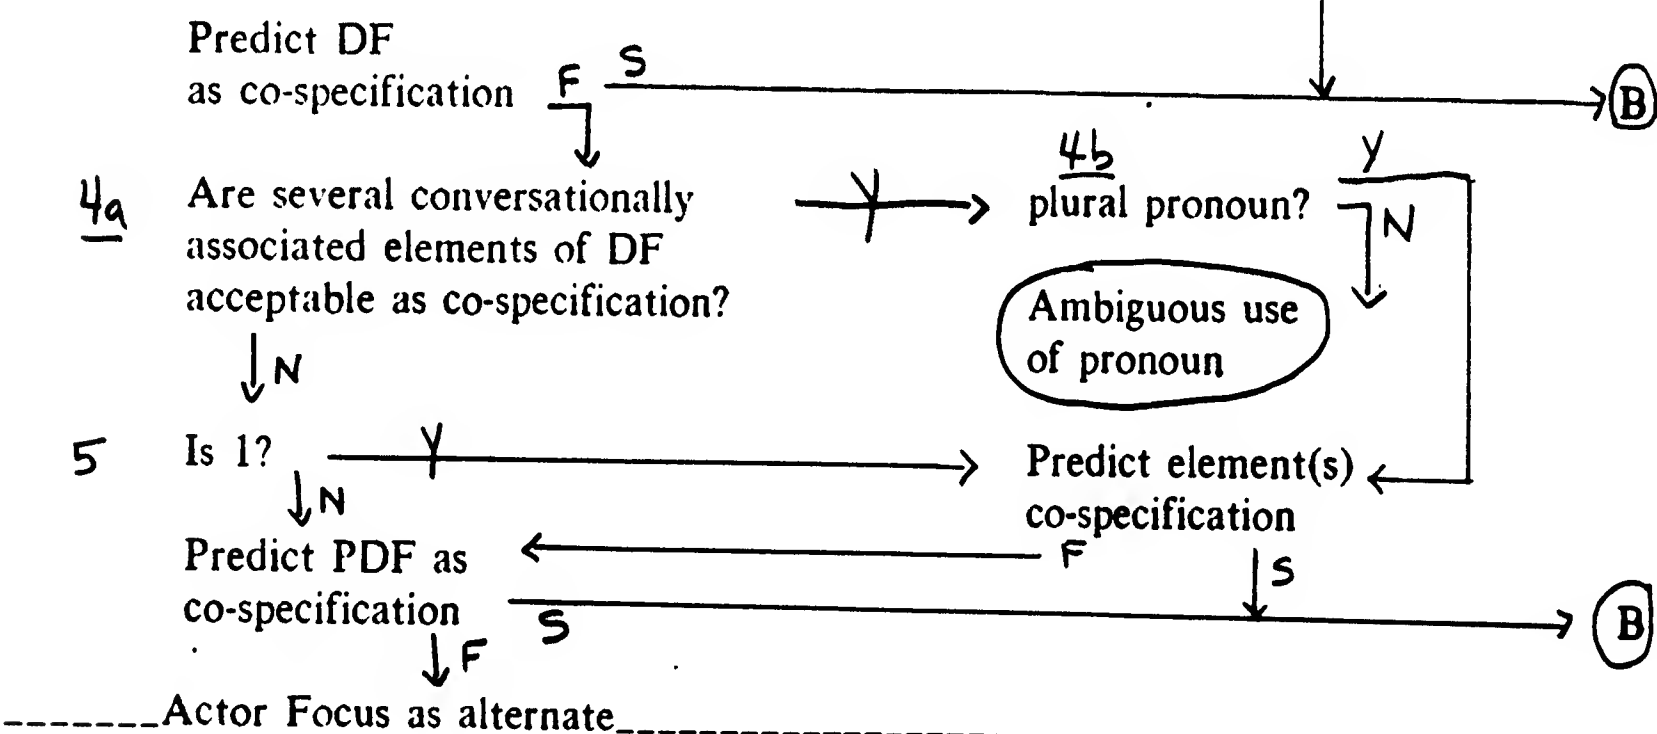 Predict DF
as co-specification F S B
4a Are several conversationally Y 4b Y
associated elements of DF plural pronoun? N
acceptable as co-specification?
Ambiguous use
of pronoun
N
5 Is 1? Y Predict element(s)
N co-specification
Predict PDF as F S
co-specification S B
F
Actor Focus as alternate